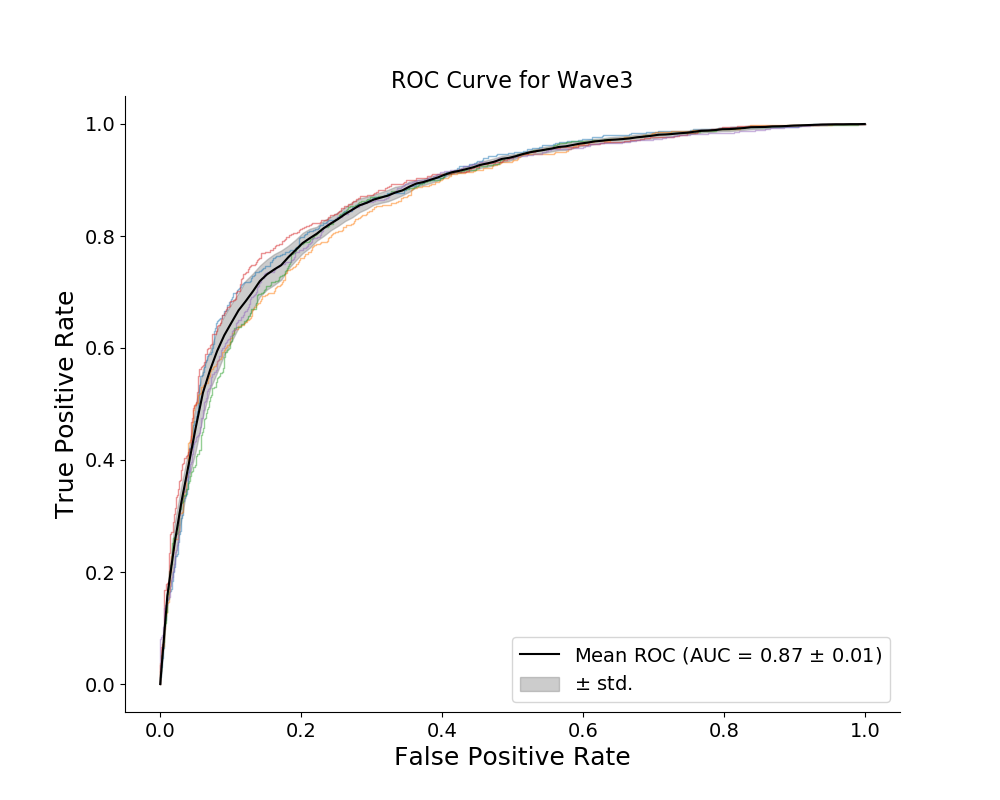 ROC Curve for Wave3
True Positive Rate
1.0
0.8
0.6
0.4
0.2
0.0
Mean ROC (AUC = 0.87 ± 0.01)
± std.
0.0 0.2 0.4 0.6 0.8 1.0
False Positive Rate